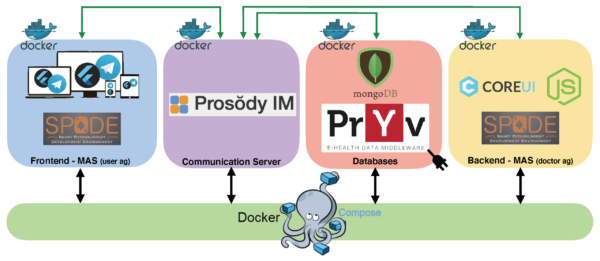 docker
docker
docker
docker
mongoDB
COREUI
JS
Prosŏdy IM
PrYv
E-HEALTH DATA MIDDLEWARE
SPADE
SMART PYTHON AGENT
DEVELOPMENT ENVIRONMENT
SPADE
SMART PYTHON AGENT
DEVELOPMENT ENVIRONMENT
Frontend - MAS (user ag)
Communication Server
Databases
Backend - MAS (doctor ag)
Docker
Compose